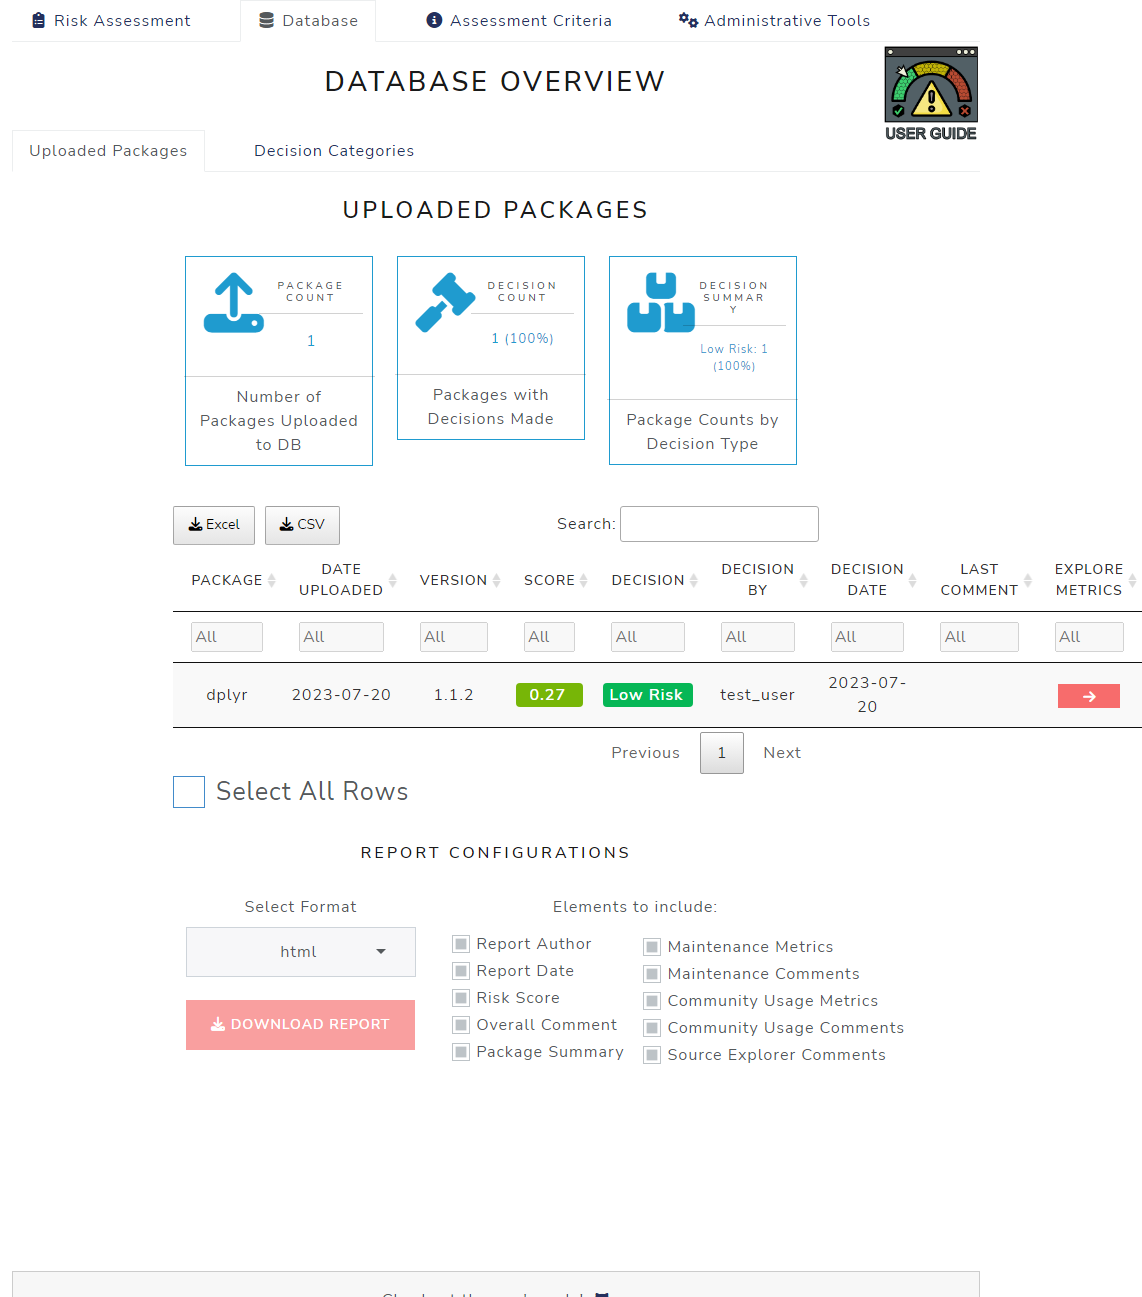 Risk Assessment Database Assessment Criteria Administrative Tools
DATABASE OVERVIEW
USER GUIDE
Uploaded Packages Decision Categories
UPLOADED PACKAGES
PACKAGE
COUNT
1
Number of
Packages Uploaded
to DB
DECISION
COUNT
1 (100%)
Packages with
Decisions Made
DECISION
SUMMAR
Y
Low Risk: 1
(100%)
Package Counts by
Decision Type
Excel CSV Search:
PACKAGE DATE UPLOADED VERSION SCORE DECISION DECISION BY DECISION DATE LAST COMMENT EXPLORE METRICS
All All All All All All All All All
dplyr 2023-07-20 1.1.2 0.27 Low Risk test_user 2023-07-20
Previous 1 Next
Select All Rows
REPORT CONFIGURATIONS
Select Format
html
DOWNLOAD REPORT
Elements to include:
Report Author
Report Date
Risk Score
Overall Comment
Package Summary
Maintenance Metrics
Maintenance Comments
Community Usage Metrics
Community Usage Comments
Source Explorer Comments